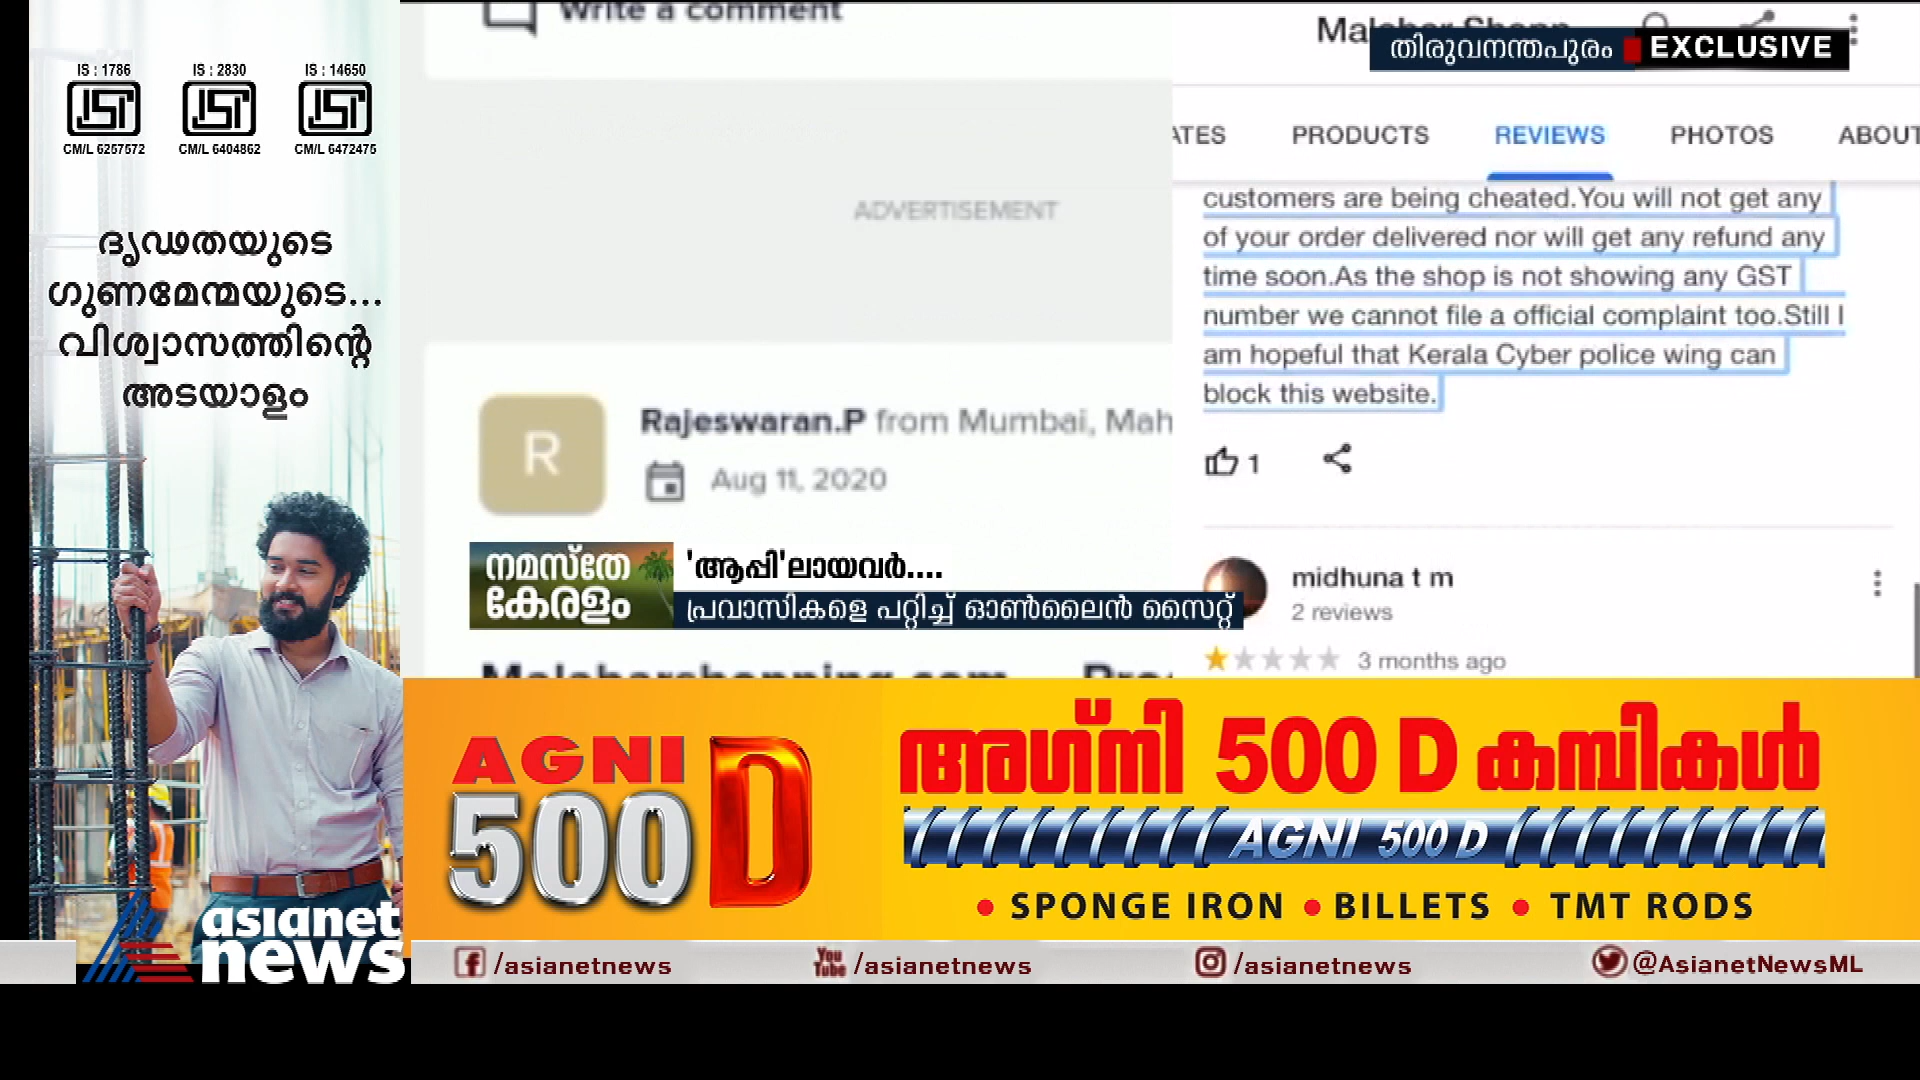 IS : 1786
IS : 2830
IS : 14650
CM/L 6257572
CM/L 6404862
CM/L 6472475
ദൃഢതയുടെ
ഗുണമേന്മയുടെ...
വിശ്വാസത്തിന്റെ
അടയാളം
Write a comment
ADVERTISEMENT
R
Rajeswaran.P from Mumbai, Mah
Aug 11, 2020
തിരുവനന്തപുരം EXCLUSIVE
PRODUCTS REVIEWS PHOTOS ABOUT
customers are being cheated.You will not get any
of your order delivered nor will get any refund any
time soon.As the shop is not showing any GST
number we cannot file a official complaint too.Still I
am hopeful that Kerala Cyber police wing can
block this website.
1
midhuna t m
2 reviews
3 months ago
നമസ്തേ
കേരളം
'ആപ്പി'ലായവർ....
പ്രവാസികളെ പറ്റിച്ച് ഓൺലൈൻ സൈറ്റ്
AGNI
500 D
അഗ്നി 500 D കമ്പികൾ
AGNI 500 D
• SPONGE IRON • BILLETS • TMT RODS
asianet
news
/asianetnews
You
Tube /asianetnews
/asianetnews
@AsianetNewsML